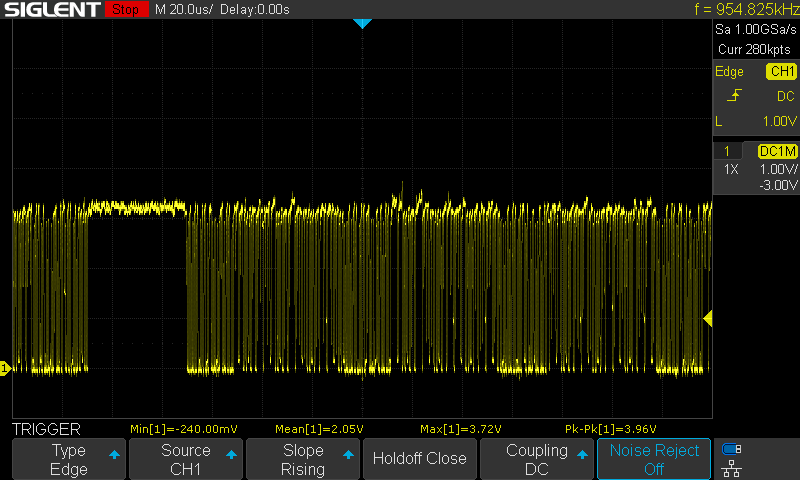 SIGLENT Stop M 20.0us/ Delay:0.00s f = 954.825kHz
Sa 1.00GSa/s
Curr 280kpts
Edge CH1
DC
L 1.00V
1 DC1M
1X 1.00V/
-3.00V
1
TRIGGER Min[1]=-240.00mV Mean[1]=2.05V Max[1]=3.72V Pk-Pk[1]=3.96V
Type Source Slope Holdoff Close Coupling Noise Reject
Edge CH1 Rising DC Off